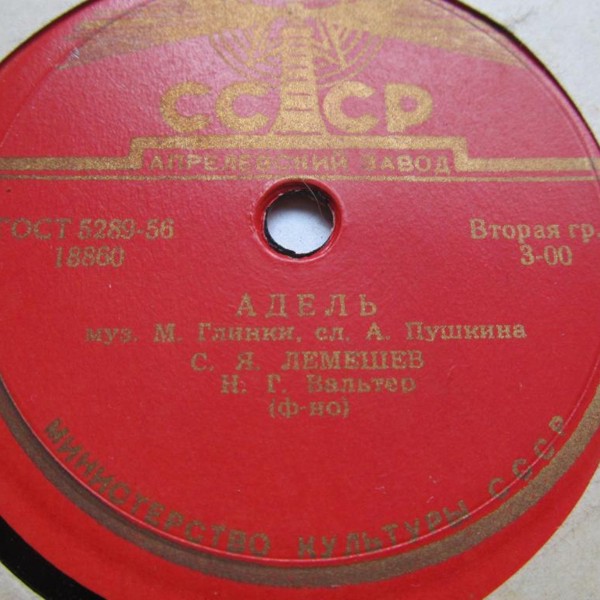 СССР
АПРЕЛЕВСКИЙ ЗАВОД
ГОСТ 5289-56
18860
Вторая гр.
3-00
АДЕЛЬ
муз. М. Глинки, сл. А. Пушкина
С. Я. ЛЕМЕШЕВ
Н. Г. Вальтер
(ф-но)
МИНИСТЕРСТВО КУЛЬТУРЫ СССР